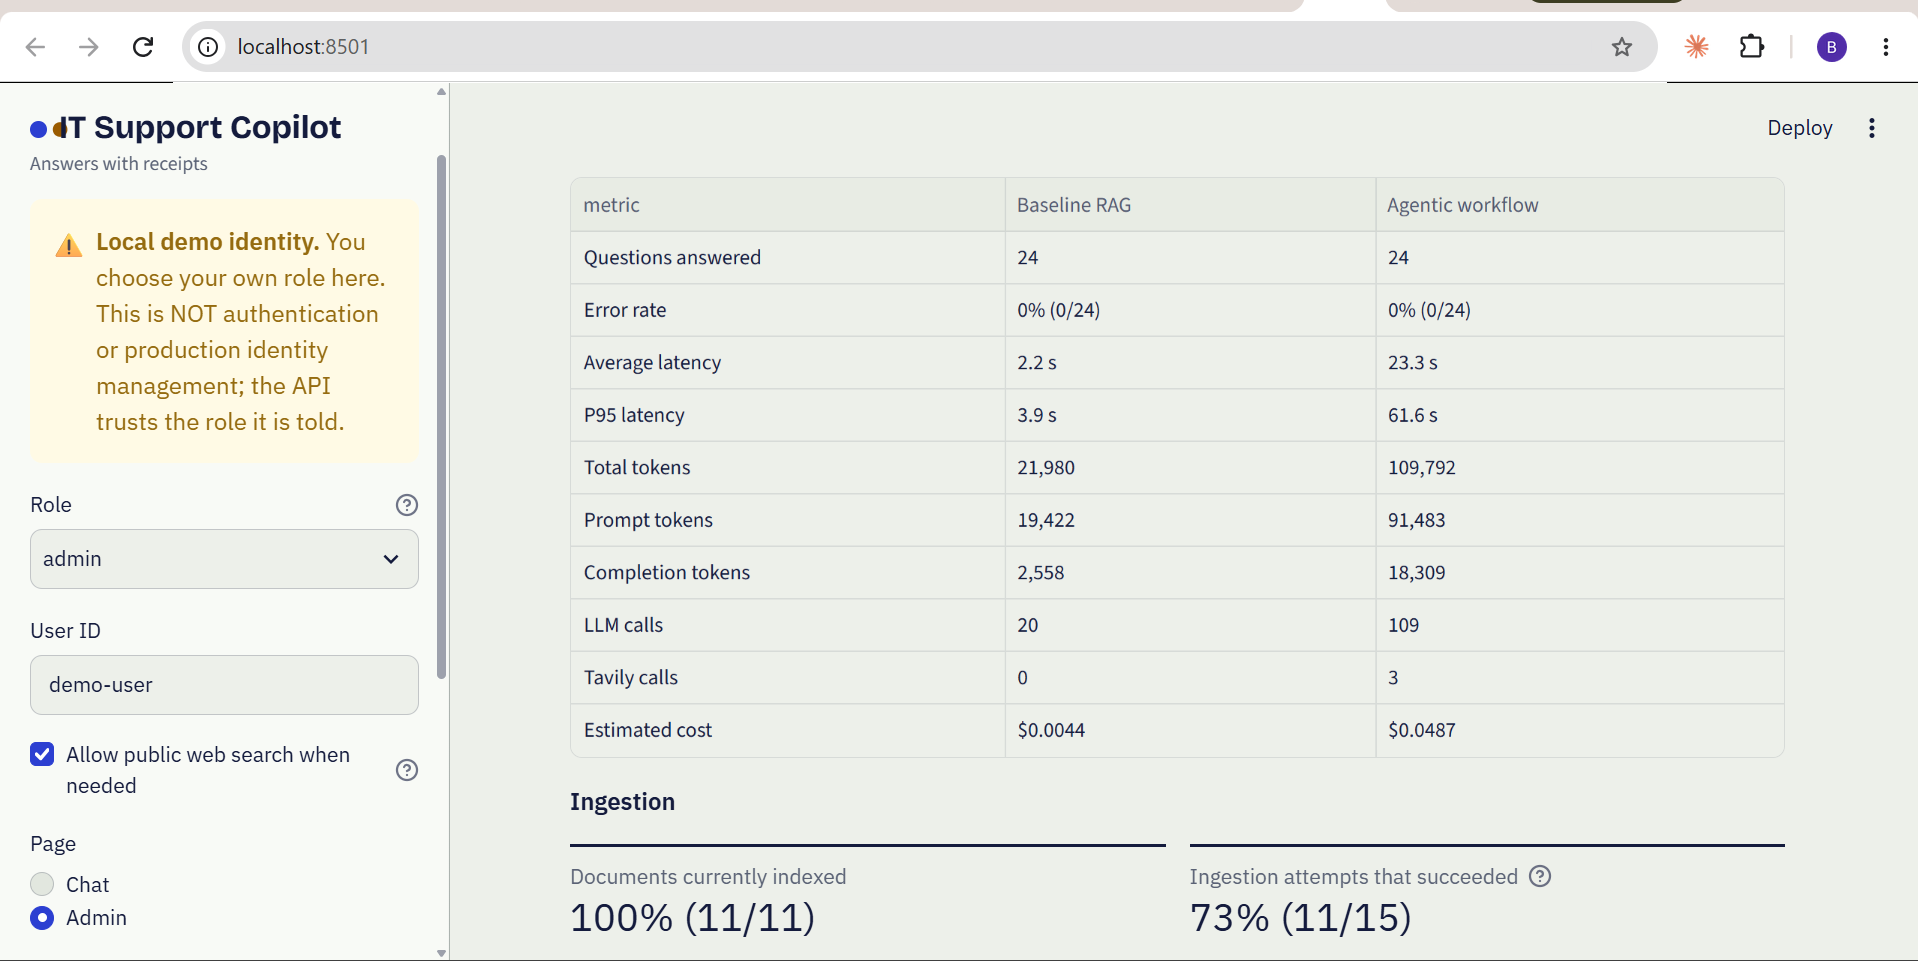 localhost:8501
B
IT Support Copilot
Answers with receipts
Local demo identity. You
choose your own role here.
This is NOT authentication
or production identity
management; the API
trusts the role it is told.
Role
admin
User ID
demo-user
Allow public web search when
needed
Page
Chat
Admin
Deploy
metric Baseline RAG Agentic workflow
Questions answered 24 24
Error rate 0% (0/24) 0% (0/24)
Average latency 2.2 s 23.3 s
P95 latency 3.9 s 61.6 s
Total tokens 21,980 109,792
Prompt tokens 19,422 91,483
Completion tokens 2,558 18,309
LLM calls 20 109
Tavily calls 0 3
Estimated cost $0.0044 $0.0487
Ingestion
Documents currently indexed
100% (11/11)
Ingestion attempts that succeeded
73% (11/15)